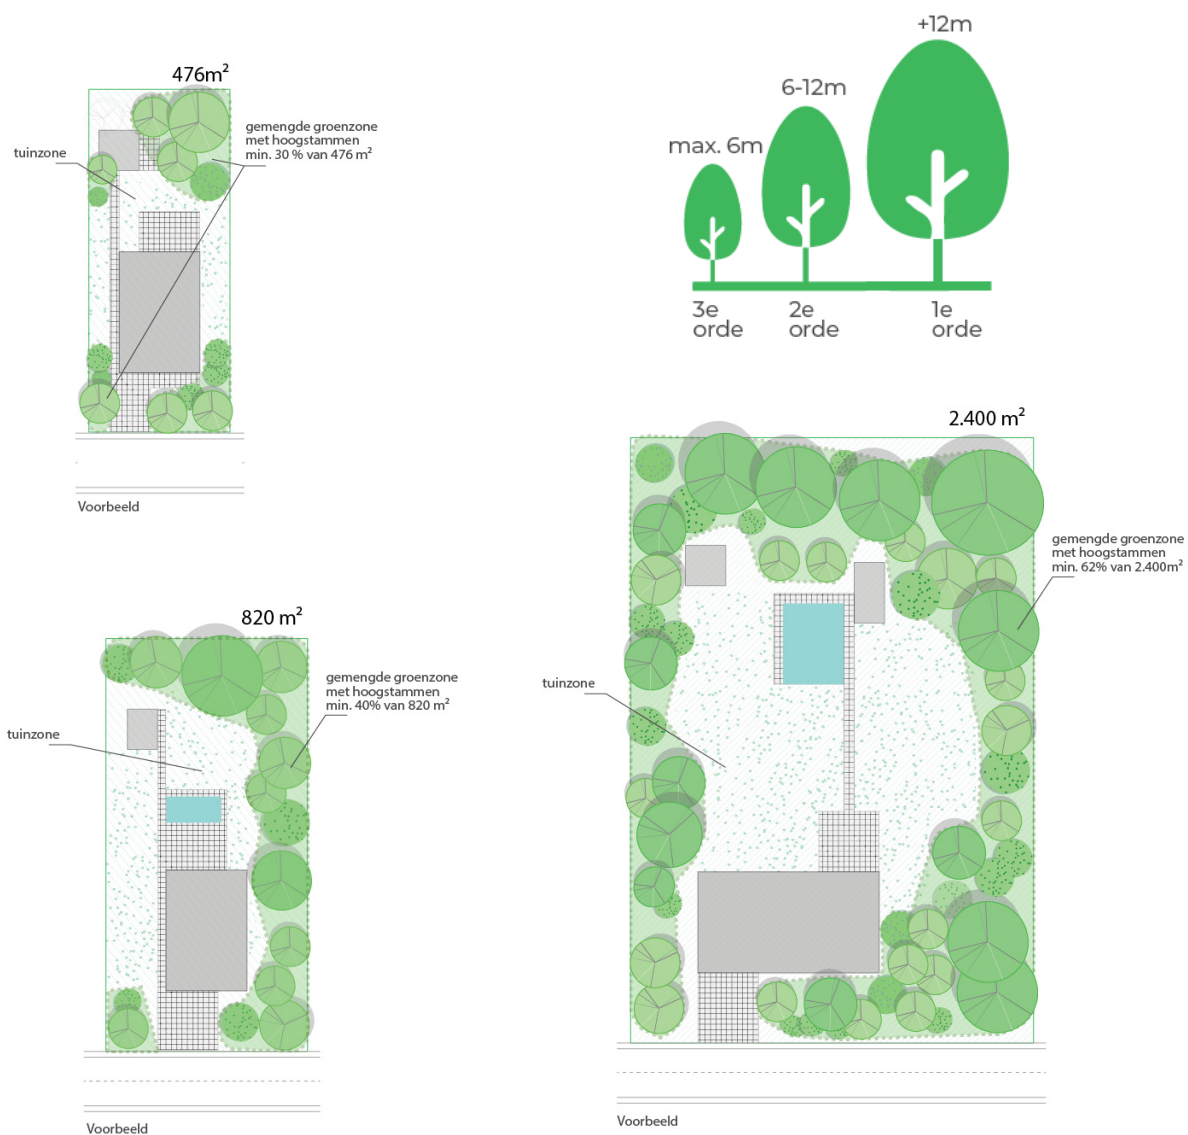 476m²
gemengde groenzone
met hoogstammen
min. 30 % van 476 m²
tuinzone
Voorbeeld
+12m
6-12m
max. 6m
3e
orde
2e
orde
1e
orde
820 m²
gemengde groenzone
met hoogstammen
min. 40% van 820 m²
tuinzone
Voorbeeld
2.400 m²
gemengde groenzone
met hoogstammen
min. 62% van 2.400m²
tuinzone
Voorbeeld